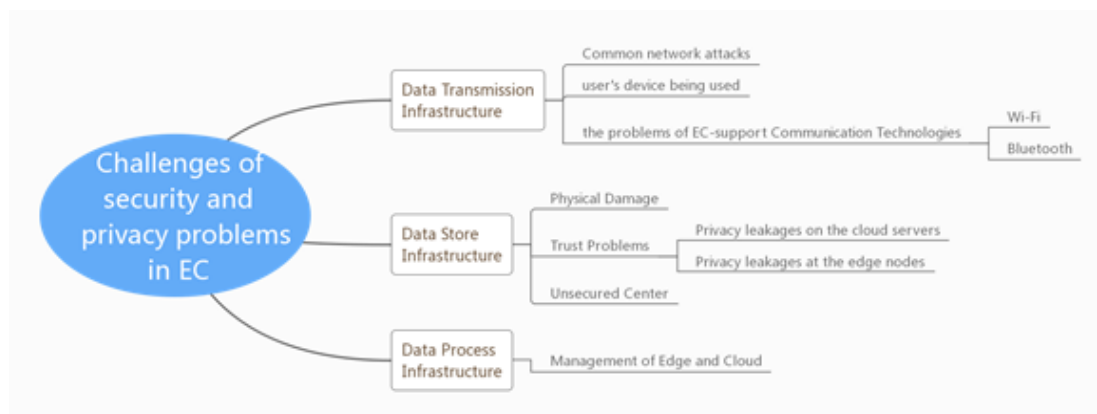 Challenges of
security and
privacy problems
in EC
Data Transmission
Infrastructure
Common network attacks
user's device being used
the problems of EC-support Communication Technologies
Wi-Fi
Bluetooth
Data Store
Infrastructure
Physical Damage
Trust Problems
Privacy leakages on the cloud servers
Privacy leakages at the edge nodes
Unsecured Center
Data Process
Infrastructure
Management of Edge and Cloud